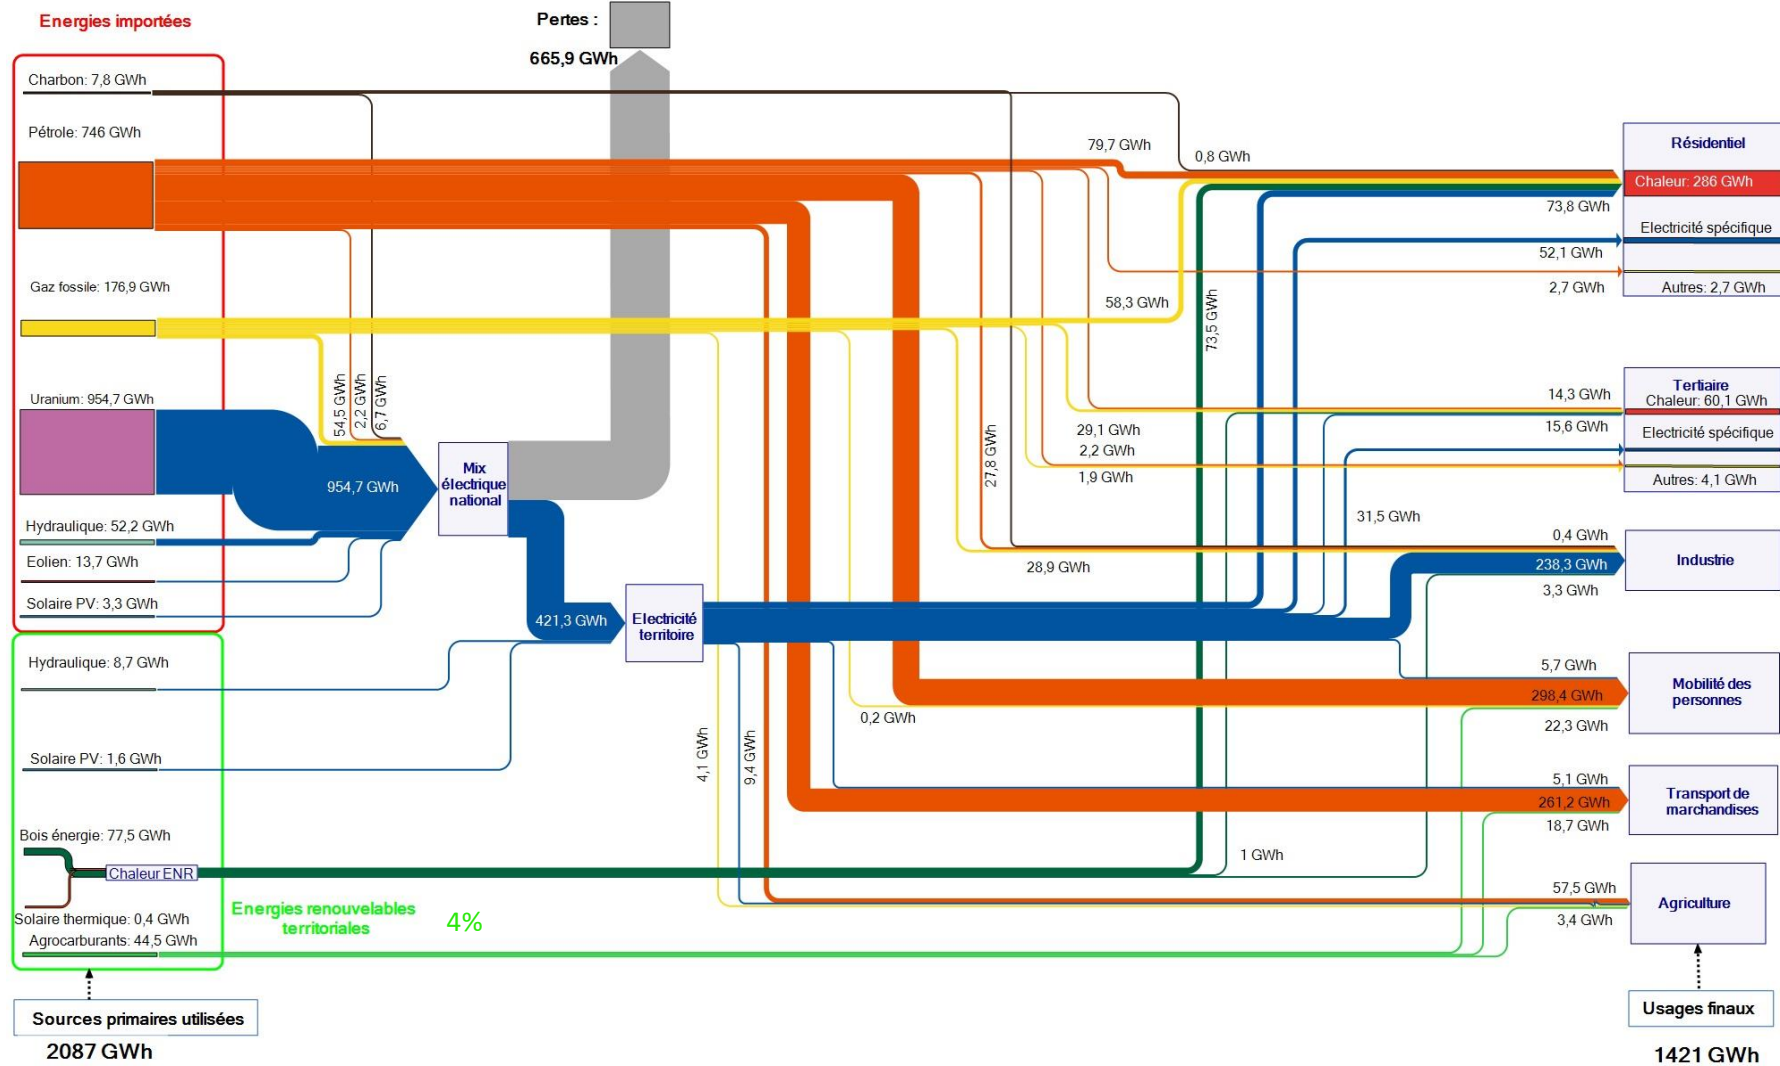 Energies importées
Pertes :
665,9 GWh
Charbon: 7,8 GWh
Pétrole: 746 GWh
Gaz fossile: 176,9 GWh
Uranium: 954,7 GWh
Hydraulique: 52,2 GWh
Eolien: 13,7 GWh
Solaire PV: 3,3 GWh
Hydraulique: 8,7 GWh
Solaire PV: 1,6 GWh
Bois énergie: 77,5 GWh
Chaleur ENR
Solaire thermique: 0,4 GWh
Agrocarburants: 44,5 GWh
Energies renouvelables
territoriales
4%
Sources primaires utilisées
2087 GWh
54,5 GWh
2,2 GWh
6,7 GWh
954,7 GWh
Mix
électrique
national
421,3 GWh
Electricité
territoire
4,1 GWh
9,4 GWh
0,2 GWh
79,7 GWh
0,8 GWh
58,3 GWh
73,5 GWh
27,8 GWh
29,1 GWh
2,2 GWh
1,9 GWh
28,9 GWh
31,5 GWh
1 GWh
73,8 GWh
52,1 GWh
2,7 GWh
14,3 GWh
15,6 GWh
0,4 GWh
238,3 GWh
3,3 GWh
5,7 GWh
298,4 GWh
22,3 GWh
5,1 GWh
261,2 GWh
18,7 GWh
57,5 GWh
3,4 GWh
Résidentiel
Chaleur: 286 GWh
Electricité spécifique
Autres: 2,7 GWh
Tertiaire
Chaleur: 60,1 GWh
Electricité spécifique
Autres: 4,1 GWh
Industrie
Mobilité des
personnes
Transport de
marchandises
Agriculture
Usages finaux
1421 GWh